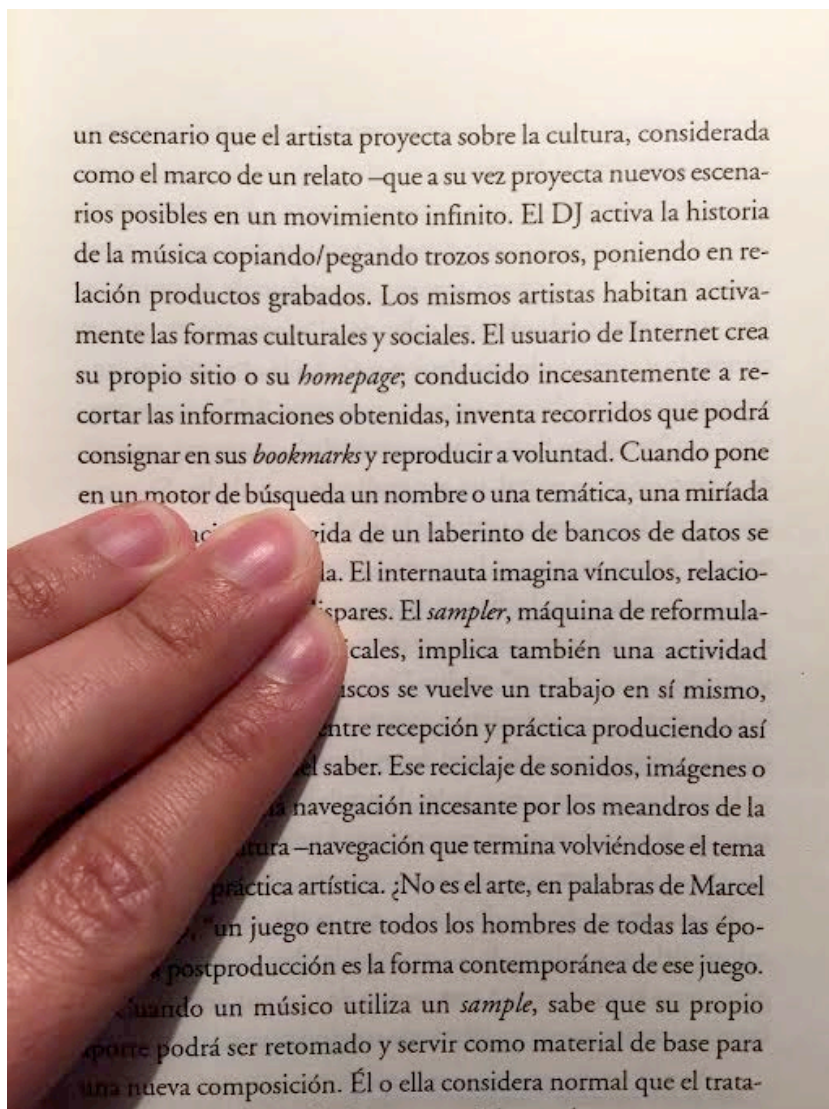 un escenario que el artista proyecta sobre la cultura, considerada
como el marco de un relato –que a su vez proyecta nuevos escena-
rios posibles en un movimiento infinito. El DJ activa la historia
de la música copiando/pegando trozos sonoros, poniendo en re-
lación productos grabados. Los mismos artistas habitan activa-
mente las formas culturales y sociales. El usuario de Internet crea
su propio sitio o su homepage; conducido incesantemente a re-
cortar las informaciones obtenidas, inventa recorridos que podrá
consignar en sus bookmarks y reproducir a voluntad. Cuando pone
en un motor de búsqueda un nombre o una temática, una miríada
de un laberinto de bancos de datos se
El internauta imagina vínculos, relacio-
El sampler, máquina de reformula-
implica también una actividad
se vuelve un trabajo en sí mismo,
entre recepción y práctica produciendo así
el saber. Ese reciclaje de sonidos, imágenes o
navegación incesante por los meandros de la
–navegación que termina volviéndose el tema
práctica artística. ¿No es el arte, en palabras de Marcel
“un juego entre todos los hombres de todas las épo-
postproducción es la forma contemporánea de ese juego.
Cuando un músico utiliza un sample, sabe que su propio
aporte podrá ser retomado y servir como material de base para
una nueva composición. Él o ella considera normal que el trata-